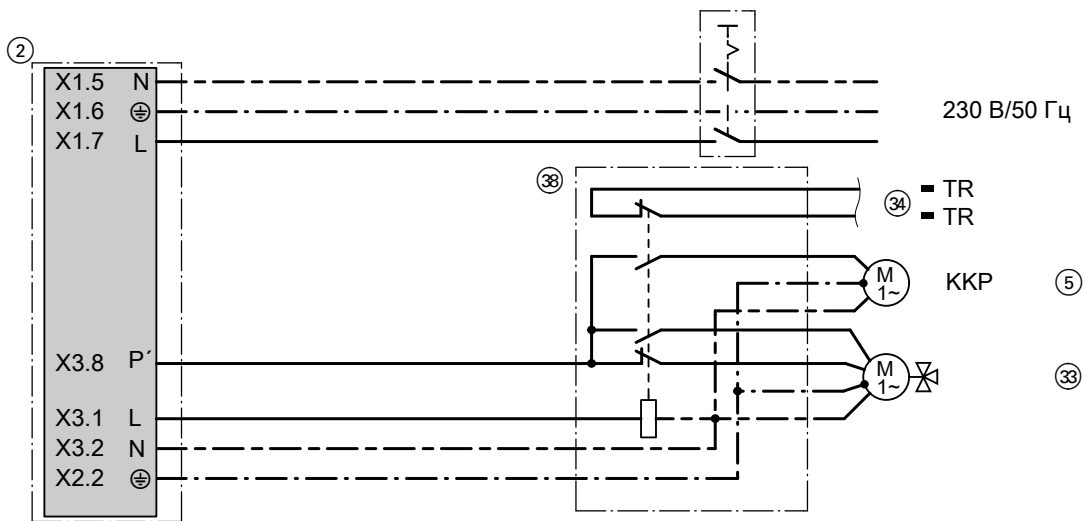 ②
X1.5 N
X1.6
X1.7 L
230 В/50 Гц
㊳
㉞
TR
TR
M
1~
KKP
⑤
X3.8 P´
M
1~
㉝
X3.1 L
X3.2 N
X2.2